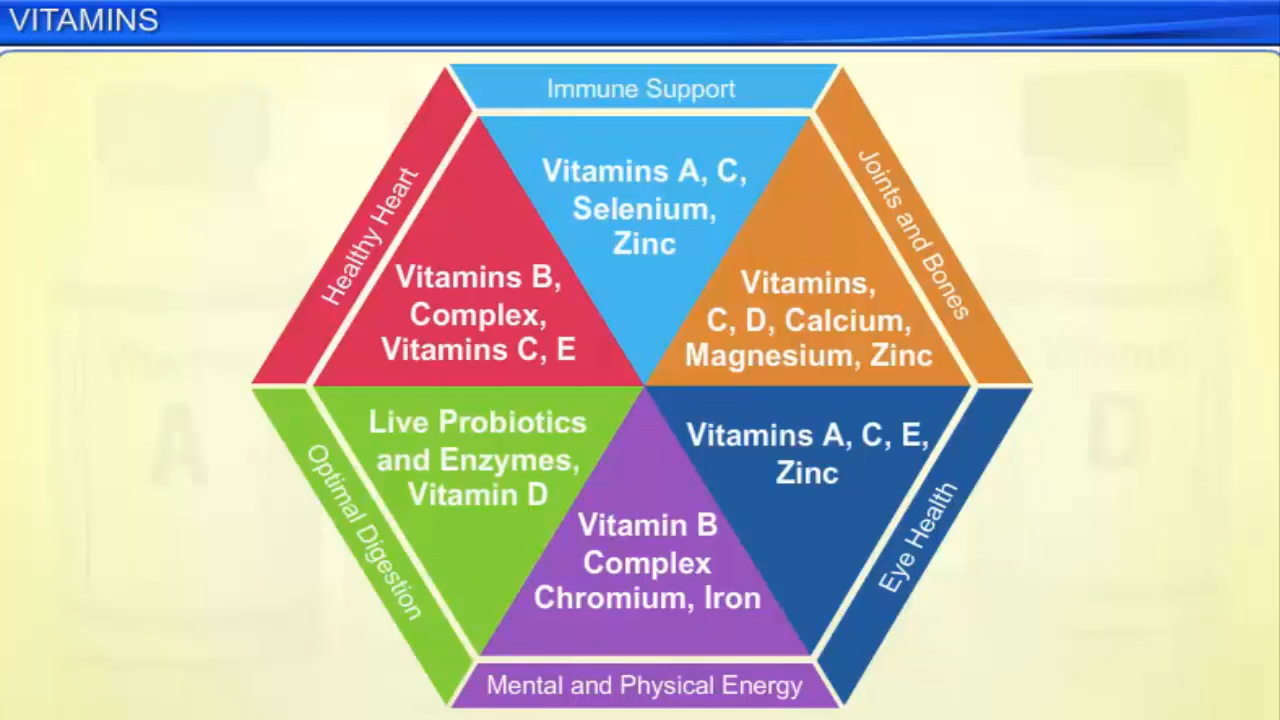 VITAMINS
Immune Support
Vitamins A, C,
Selenium,
Zinc
Joints and Bones
Vitamins,
C, D, Calcium,
Magnesium, Zinc
Healthy Heart
Vitamins B,
Complex,
Vitamins C, E
Optimal Digestion
Live Probiotics
and Enzymes,
Vitamin D
Vitamins A, C, E,
Zinc
Eye Health
Vitamin B
Complex
Chromium, Iron
Mental and Physical Energy
A
D